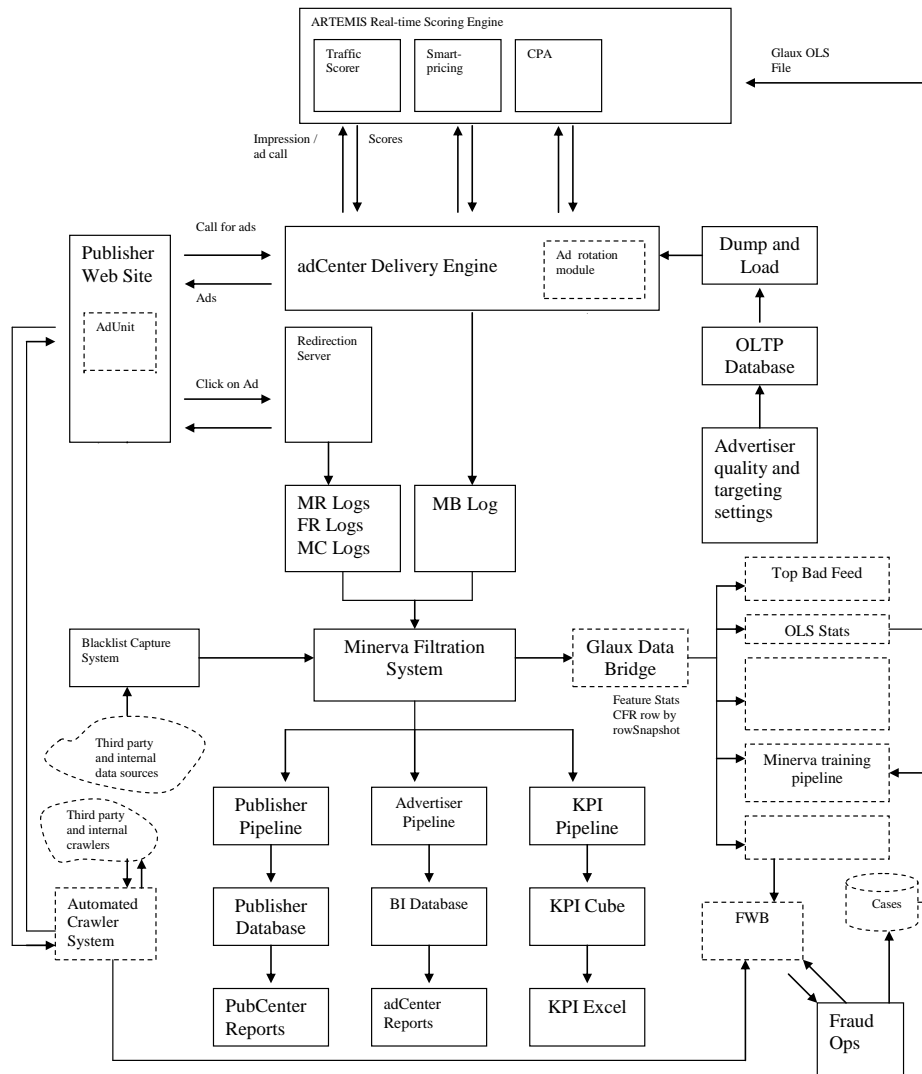 ARTEMIS Real-time Scoring Engine
Traffic
Scorer
Smart-
pricing
CPA
Glaux OLS
File
Impression /
ad call
Scores
Publisher
Web Site
AdUnit
Call for ads
Ads
adCenter Delivery Engine
Ad rotation
module
Dump and
Load
OLTP
Database
Redirection
Server
Click on Ad
Advertiser
quality and
targeting
settings
MR Logs
FR Logs
MC Logs
MB Log
Top Bad Feed
OLS Stats
Blacklist Capture
System
Minerva Filtration
System
Glaux Data
Bridge
Feature Stats
CFR row by
rowSnapshot
Third party
and internal
data sources
Minerva training
pipeline
Third party
and internal
crawlers
Publisher
Pipeline
Advertiser
Pipeline
KPI
Pipeline
Automated
Crawler
System
Publisher
Database
BI Database
KPI Cube
FWB
Cases
PubCenter
Reports
adCenter
Reports
KPI Excel
Fraud
Ops